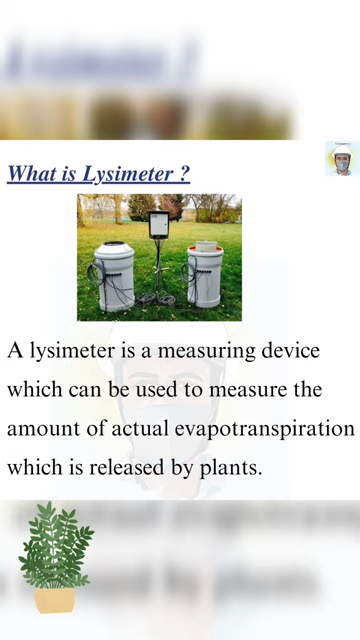 What is Lysimeter ?
A lysimeter is a measuring device
which can be used to measure the
amount of actual evapotranspiration
which is released by plants.